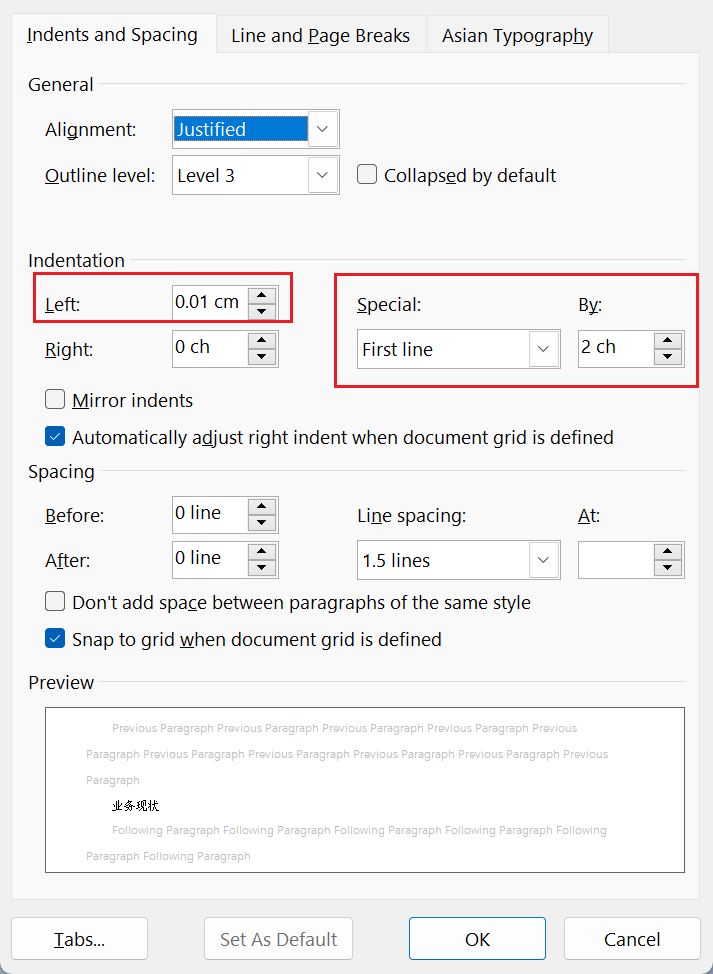 Indents and Spacing Line and Page Breaks Asian Typography
General
Alignment: Justified
Outline level: Level 3 Collapsed by default
Indentation
Left: 0.01 cm Special: By:
Right: 0 ch First line 2 ch
Mirror indents
Automatically adjust right indent when document grid is defined
Spacing
Before: 0 line Line spacing: At:
After: 0 line 1.5 lines
Don't add space between paragraphs of the same style
Snap to grid when document grid is defined
Preview
Previous Paragraph Previous Paragraph Previous Paragraph Previous Paragraph Previous
Paragraph Previous Paragraph Previous Paragraph Previous Paragraph Previous Paragraph Previous
Paragraph
业务现状
Following Paragraph Following Paragraph Following Paragraph Following Paragraph Following
Paragraph Following Paragraph
Tabs... Set As Default OK Cancel